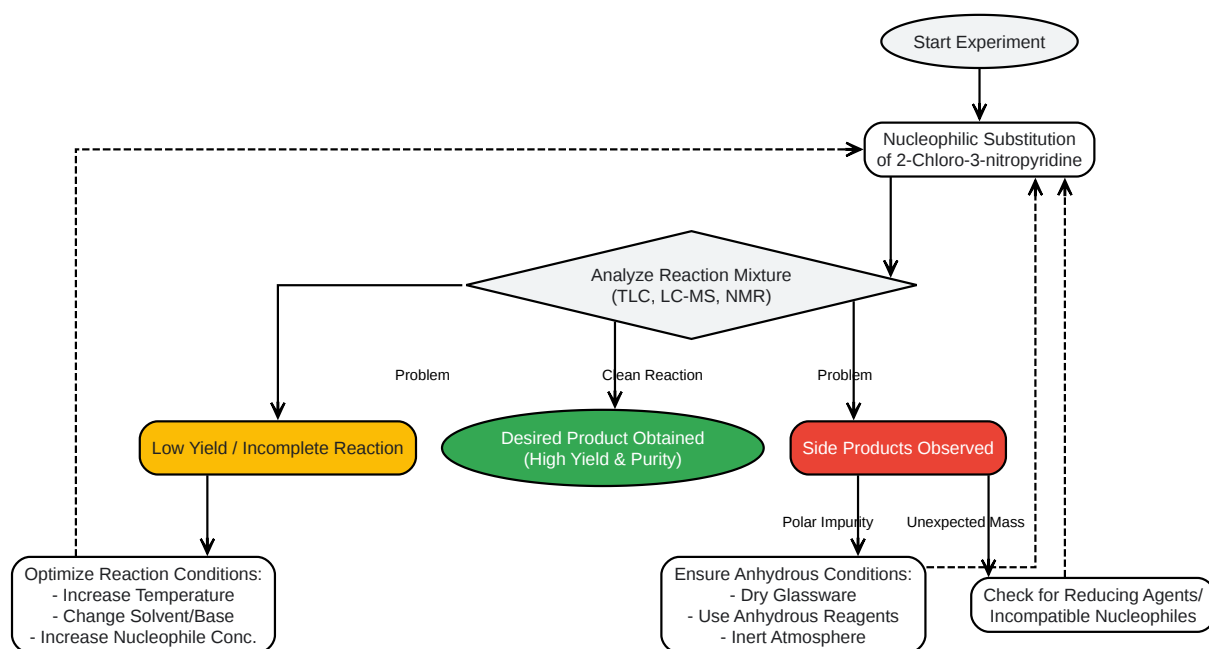 Start Experiment
Nucleophilic Substitution
of 2-Chloro-3-nitropyridine
Analyze Reaction Mixture
(TLC, LC-MS, NMR)
Problem
Clean Reaction
Problem
Low Yield / Incomplete Reaction
Desired Product Obtained
(High Yield & Purity)
Side Products Observed
Polar Impurity
Unexpected Mass
Optimize Reaction Conditions:
- Increase Temperature
- Change Solvent/Base
- Increase Nucleophile Conc.
Ensure Anhydrous Conditions:
- Dry Glassware
- Use Anhydrous Reagents
- Inert Atmosphere
Check for Reducing Agents/
Incompatible Nucleophiles